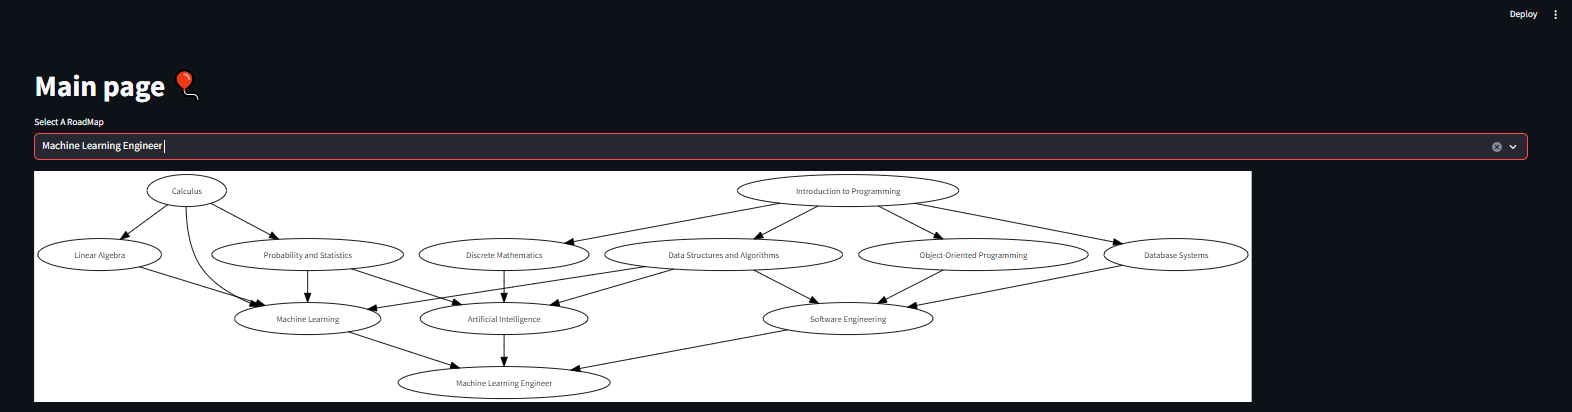 Deploy
Main page
Select A RoadMap
Machine Learning Engineer
Calculus
Introduction to Programming
Linear Algebra
Probability and Statistics
Discrete Mathematics
Data Structures and Algorithms
Object-Oriented Programming
Database Systems
Machine Learning
Artificial Intelligence
Software Engineering
Machine Learning Engineer